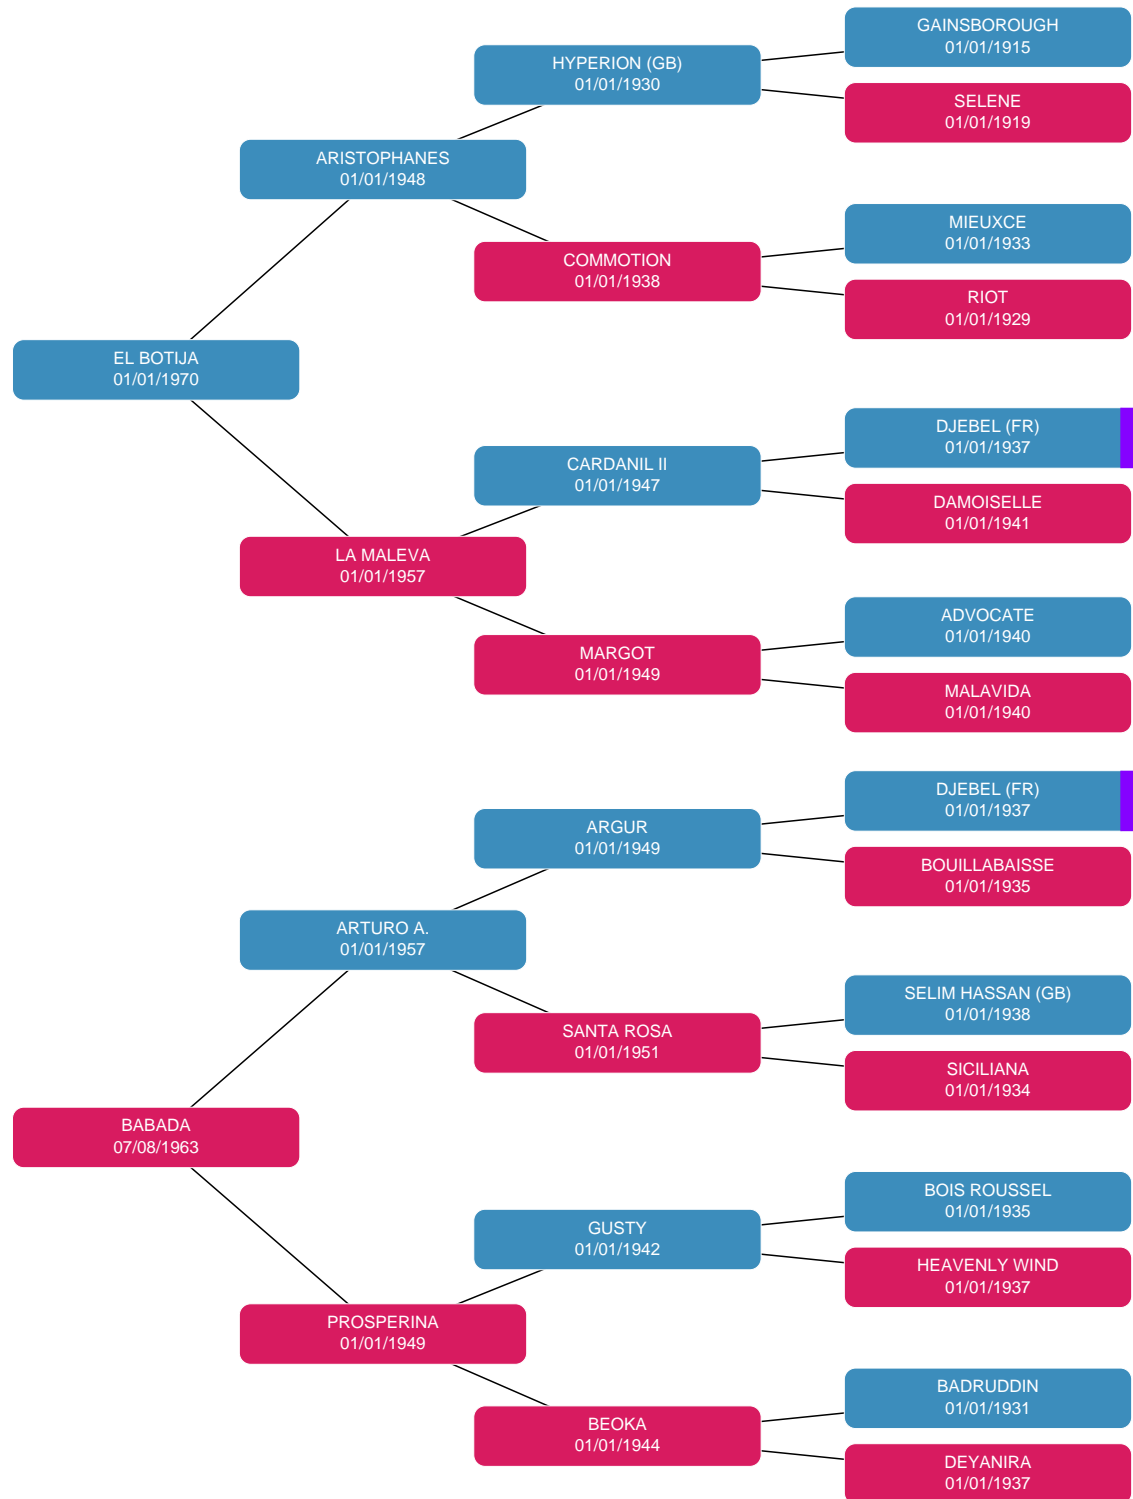 GAINSBOROUGH
01/01/1915
HYPERION (GB)
01/01/1930
SELENE
01/01/1919
ARISTOPHANES
01/01/1948
MIEUXCE
01/01/1933
COMMOTION
01/01/1938
RIOT
01/01/1929
EL BOTIJA
01/01/1970
DJEBEL (FR)
01/01/1937
CARDANIL II
01/01/1947
DAMOISELLE
01/01/1941
LA MALEVA
01/01/1957
ADVOCATE
01/01/1940
MARGOT
01/01/1949
MALAVIDA
01/01/1940
DJEBEL (FR)
01/01/1937
ARGUR
01/01/1949
BOUILLABAISSE
01/01/1935
ARTURO A.
01/01/1957
SELIM HASSAN (GB)
01/01/1938
SANTA ROSA
01/01/1951
SICILIANA
01/01/1934
BABADA
07/08/1963
BOIS ROUSSEL
01/01/1935
GUSTY
01/01/1942
HEAVENLY WIND
01/01/1937
PROSPERINA
01/01/1949
BADRUDDIN
01/01/1931
BEOKA
01/01/1944
DEYANIRA
01/01/1937